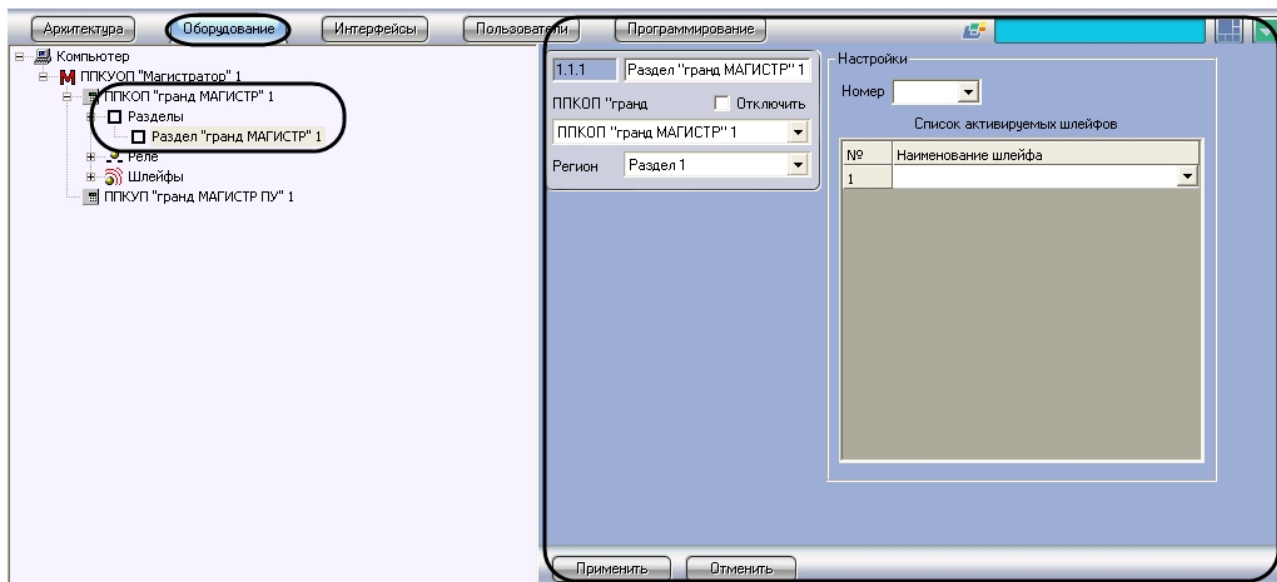 Архитектура Оборудование Интерфейсы Пользователи Программирование
Компьютер
ППКУОП "Магистратор" 1
ППКОП "гранд МАГИСТР" 1
Разделы
Раздел "гранд МАГИСТР" 1
Реле
Шлейфы
ППКУП "гранд МАГИСТР ПУ" 1
1.1.1 Раздел "гранд МАГИСТР" 1
ППКОП "гранд Отключить
ППКОП "гранд МАГИСТР" 1
Регион Раздел 1
Настройки
Номер
Список активируемых шлейфов
№ Наименование шлейфа
1
Применить Отменить